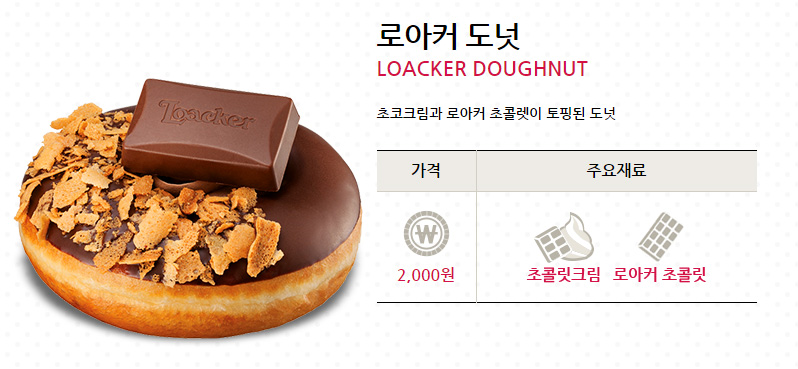 로아커 도넛
LOACKER DOUGHNUT
초코크림과 로아커 초콜렛이 토핑된 도넛
Loacker
가격
주요재료
₩
2,000원
초콜릿크림
로아커 초콜릿